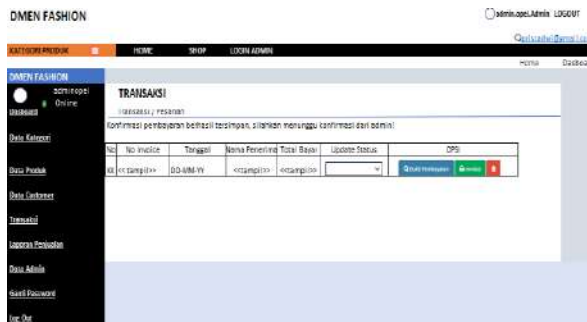 DMEN FASHION
admin.opel.Admin LOGOUT
KATEGORI PRODUK HOME SHOP LOGIN ADMIN
Home Dasboa
DMEN FASHION
adminopel
Online
Dasboard
TRANSAKSI
Transaksi / Pesanan
Konfirmasi pembayaran berhasil tersimpan, silahkan menunggu konfirmasi dari admin!
Data Kategori
No No Invoice Tanggal Nama Penerima Total Bayar Update Status OPSI
XX <<tampil>> DD-MM-YY <<tampil>> <<tampil>>
Data Produk
Data Customer
Transaksi
Laporan Penjualan
Data Admin
Ganti Password
Log Out